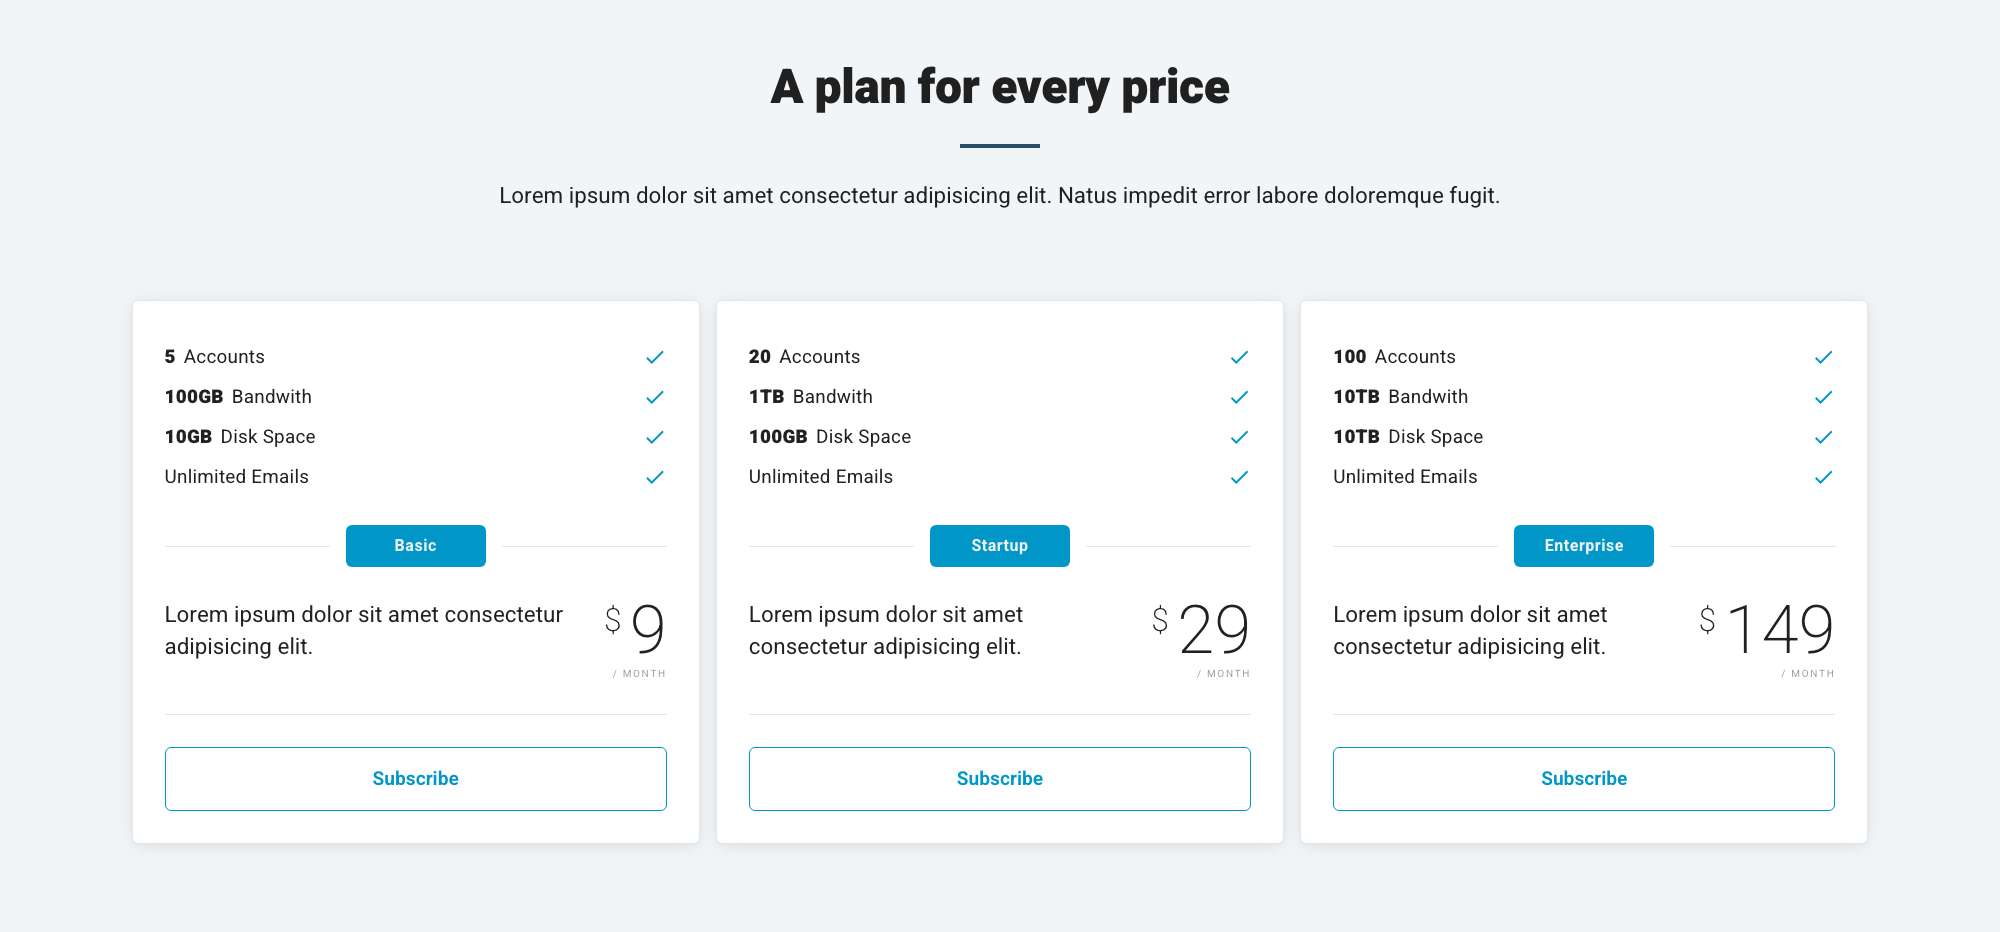 A plan for every price
Lorem ipsum dolor sit amet consectetur adipisicing elit. Natus impedit error labore doloremque fugit.
5 Accounts
100GB Bandwith
10GB Disk Space
Unlimited Emails
Basic
Lorem ipsum dolor sit amet consectetur
adipisicing elit.
$ 9
/ MONTH
Subscribe
20 Accounts
1TB Bandwith
100GB Disk Space
Unlimited Emails
Startup
Lorem ipsum dolor sit amet
consectetur adipisicing elit.
$ 29
/ MONTH
Subscribe
100 Accounts
10TB Bandwith
10TB Disk Space
Unlimited Emails
Enterprise
Lorem ipsum dolor sit amet
consectetur adipisicing elit.
$ 149
/ MONTH
Subscribe